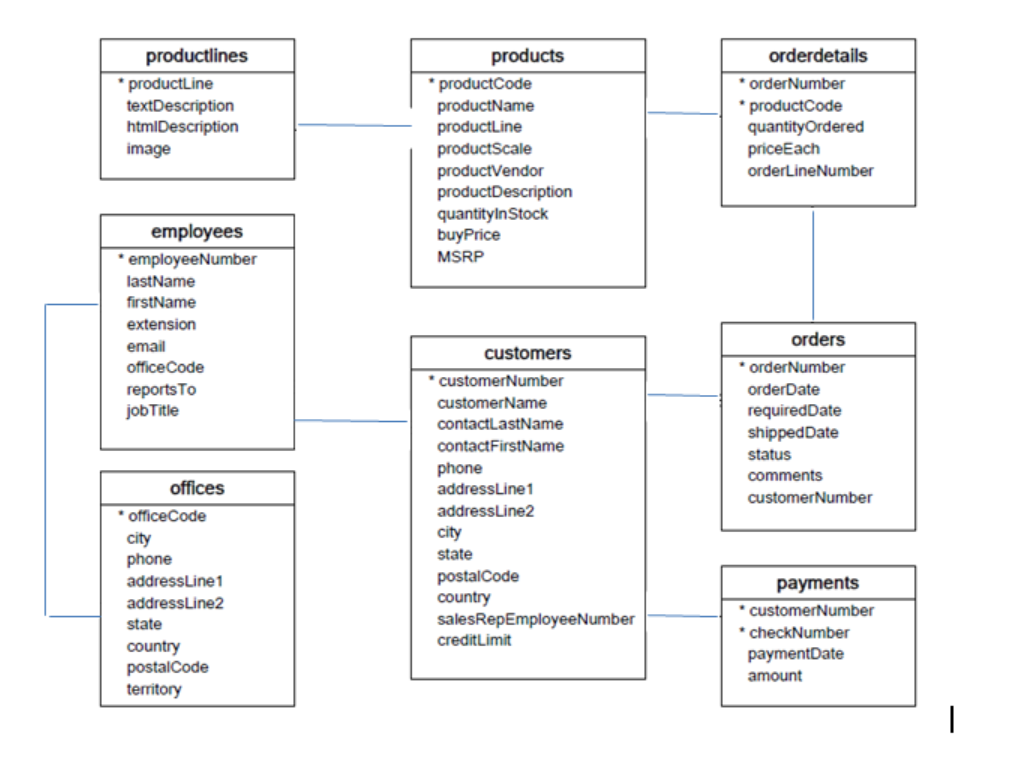 productlines
* productLine
textDescription
htmlDescription
image
products
* productCode
productName
productLine
productScale
productVendor
productDescription
quantityInStock
buyPrice
MSRP
orderdetails
* orderNumber
* productCode
quantityOrdered
priceEach
orderLineNumber
employees
* employeeNumber
lastName
firstName
extension
email
officeCode
reportsTo
jobTitle
customers
* customerNumber
customerName
contactLastName
contactFirstName
phone
addressLine1
addressLine2
city
state
postalCode
country
salesRepEmployeeNumber
creditLimit
orders
* orderNumber
orderDate
requiredDate
shippedDate
status
comments
customerNumber
offices
* officeCode
city
phone
addressLine1
addressLine2
state
country
postalCode
territory
payments
* customerNumber
* checkNumber
paymentDate
amount